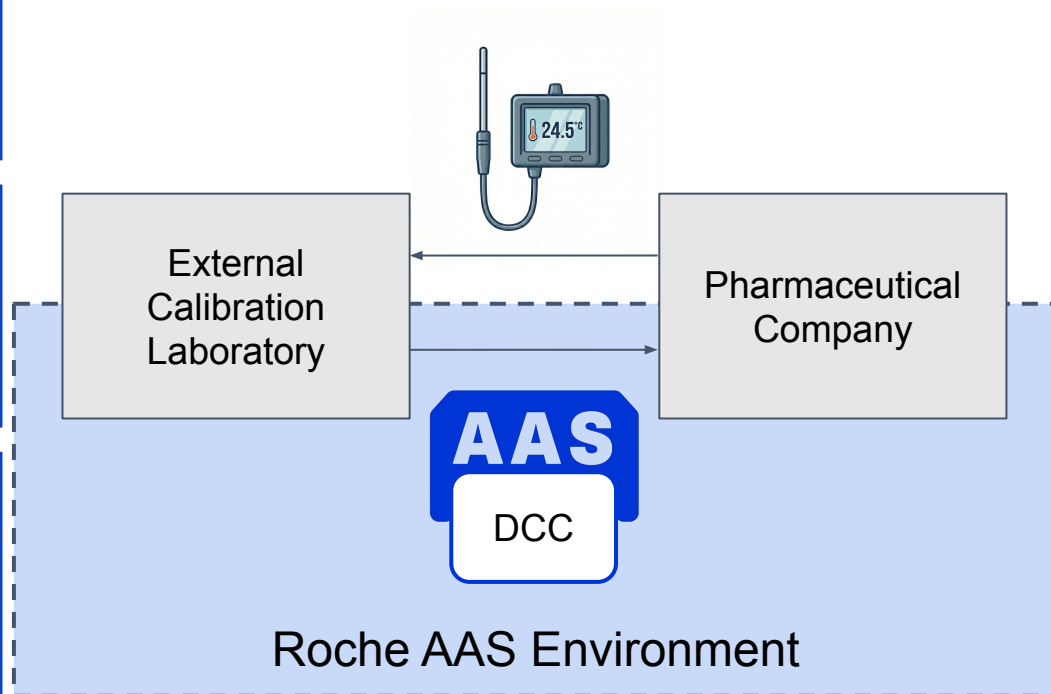 24.5°C
External
Calibration
Laboratory
Pharmaceutical
Company
AAS
DCC
Roche AAS Environment